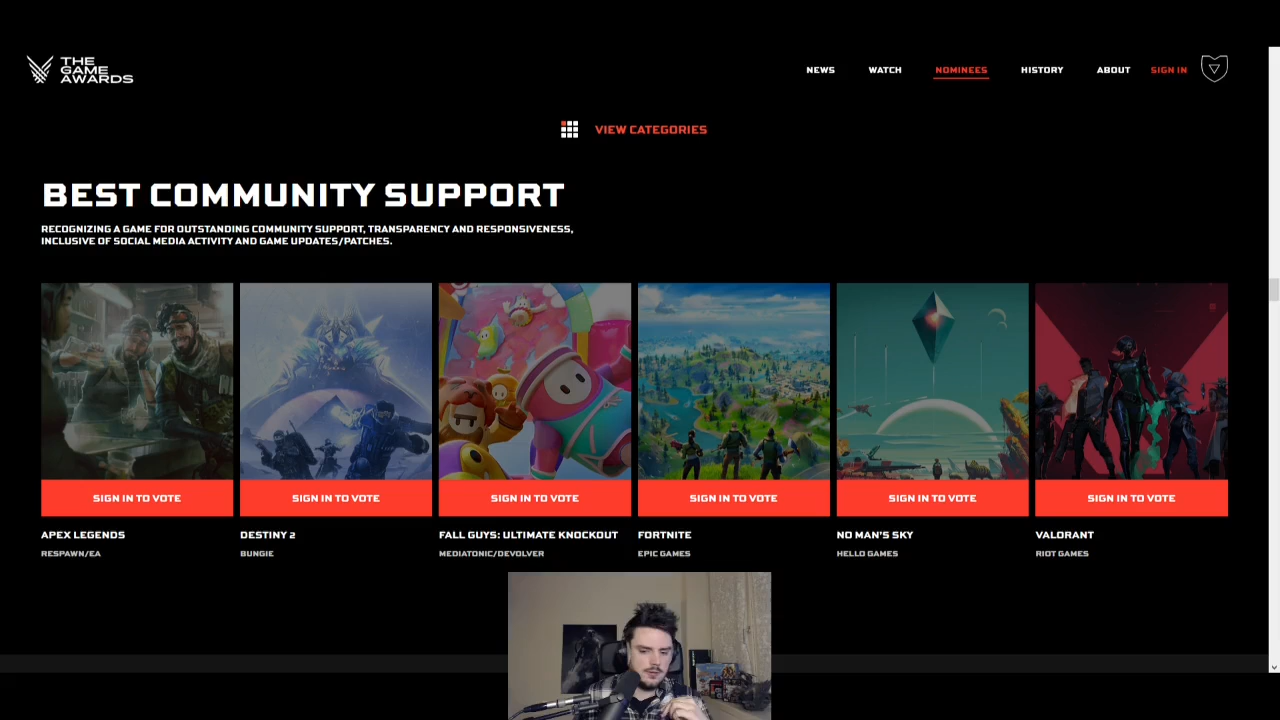 THE
GAME
AWARDS
NEWS WATCH NOMINEES HISTORY ABOUT SIGN IN
VIEW CATEGORIES
BEST COMMUNITY SUPPORT
RECOGNIZING A GAME FOR OUTSTANDING COMMUNITY SUPPORT, TRANSPARENCY AND RESPONSIVENESS,
INCLUSIVE OF SOCIAL MEDIA ACTIVITY AND GAME UPDATES/PATCHES.
SIGN IN TO VOTE SIGN IN TO VOTE SIGN IN TO VOTE SIGN IN TO VOTE SIGN IN TO VOTE SIGN IN TO VOTE
APEX LEGENDS DESTINY 2 FALL GUYS: ULTIMATE KNOCKOUT FORTNITE NO MAN'S SKY VALORANT
RESPAWN/EA BUNGIE MEDIATONIC/DEVOLVER EPIC GAMES HELLO GAMES RIOT GAMES